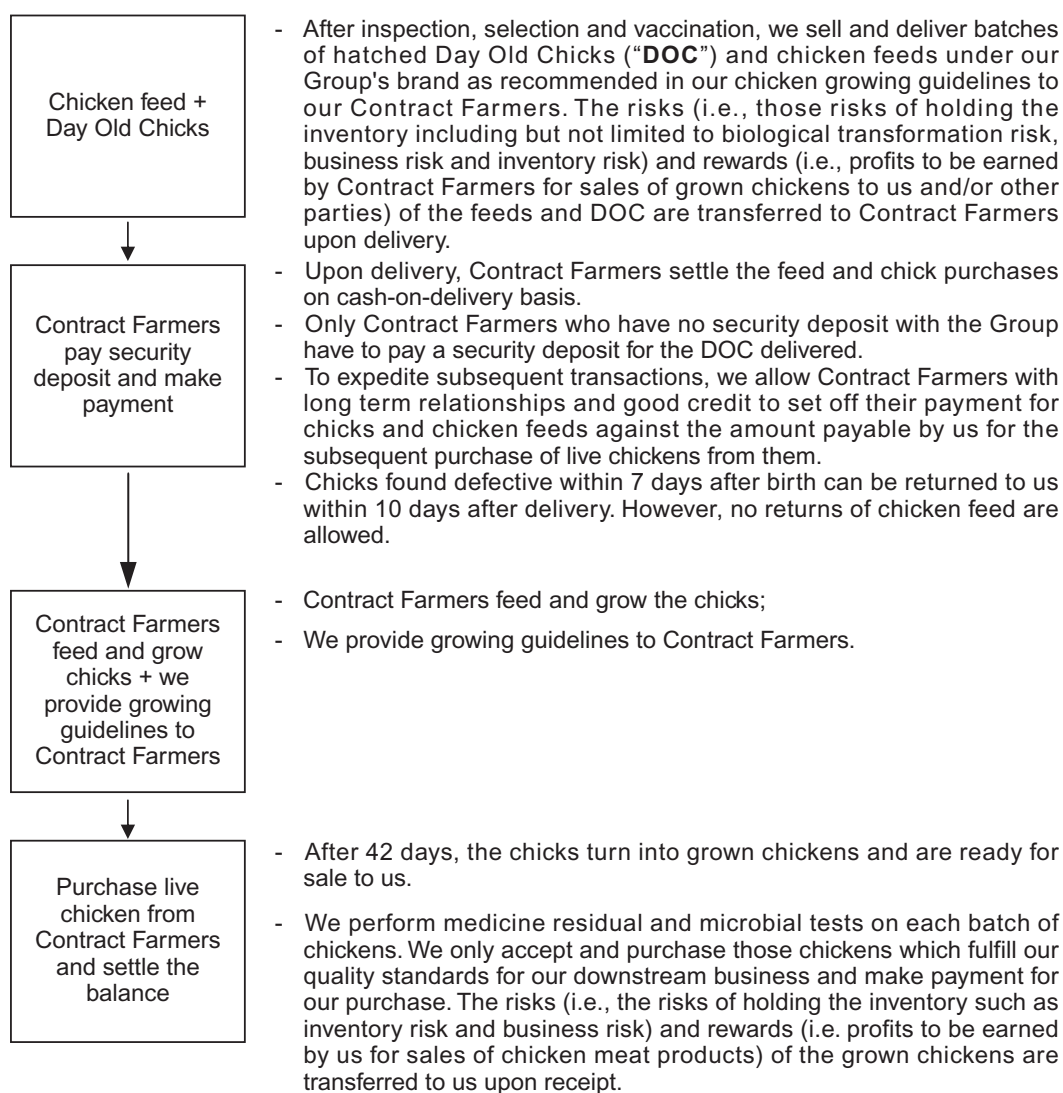 Chicken feed +
Day Old Chicks
- After inspection, selection and vaccination, we sell and deliver batches
of hatched Day Old Chicks (“DOC”) and chicken feeds under our
Group's brand as recommended in our chicken growing guidelines to
our Contract Farmers. The risks (i.e., those risks of holding the
inventory including but not limited to biological transformation risk,
business risk and inventory risk) and rewards (i.e., profits to be earned
by Contract Farmers for sales of grown chickens to us and/or other
parties) of the feeds and DOC are transferred to Contract Farmers
upon delivery.
Contract Farmers
pay security
deposit and make
payment
- Upon delivery, Contract Farmers settle the feed and chick purchases
on cash-on-delivery basis.
- Only Contract Farmers who have no security deposit with the Group
have to pay a security deposit for the DOC delivered.
- To expedite subsequent transactions, we allow Contract Farmers with
long term relationships and good credit to set off their payment for
chicks and chicken feeds against the amount payable by us for the
subsequent purchase of live chickens from them.
- Chicks found defective within 7 days after birth can be returned to us
within 10 days after delivery. However, no returns of chicken feed are
allowed.
Contract Farmers
feed and grow
chicks + we
provide growing
guidelines to
Contract Farmers
- Contract Farmers feed and grow the chicks;
- We provide growing guidelines to Contract Farmers.
Purchase live
chicken from
Contract Farmers
and settle the
balance
- After 42 days, the chicks turn into grown chickens and are ready for
sale to us.
- We perform medicine residual and microbial tests on each batch of
chickens. We only accept and purchase those chickens which fulfill our
quality standards for our downstream business and make payment for
our purchase. The risks (i.e., the risks of holding the inventory such as
inventory risk and business risk) and rewards (i.e. profits to be earned
by us for sales of chicken meat products) of the grown chickens are
transferred to us upon receipt.